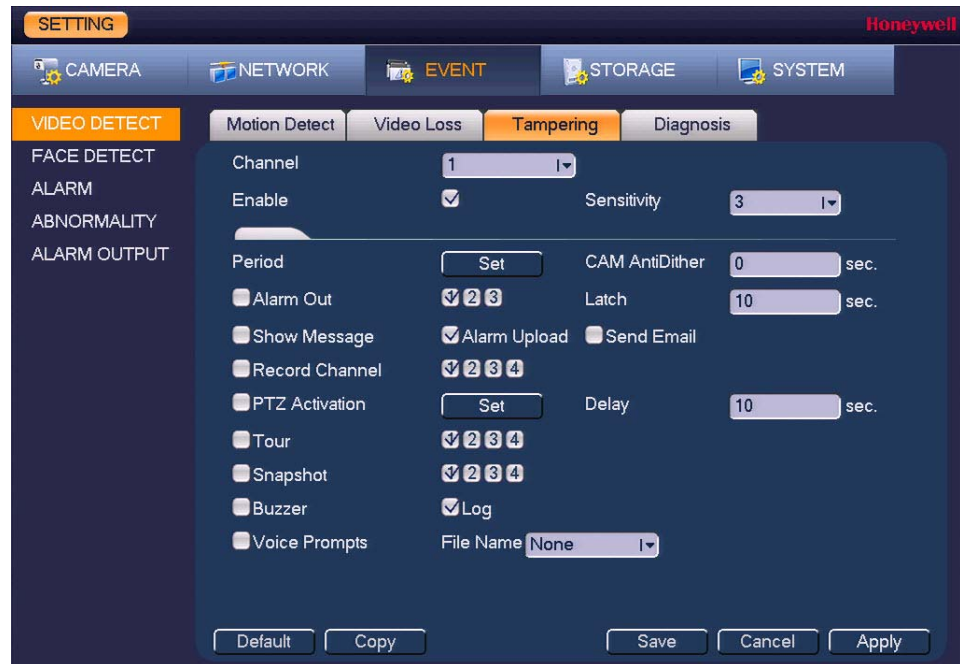 SETTING
Honeywell
CAMERA NETWORK EVENT STORAGE SYSTEM
VIDEO DETECT
FACE DETECT
ALARM
ABNORMALITY
ALARM OUTPUT
Motion Detect Video Loss Tampering Diagnosis
Channel 1
Enable Sensitivity 3
Period Set CAM AntiDither 0 sec.
Alarm Out 1 2 3 Latch 10 sec.
Show Message Alarm Upload Send Email
Record Channel 1 2 3 4
PTZ Activation Set Delay 10 sec.
Tour 1 2 3 4
Snapshot 1 2 3 4
Buzzer Log
Voice Prompts File Name None
Default Copy Save Cancel Apply